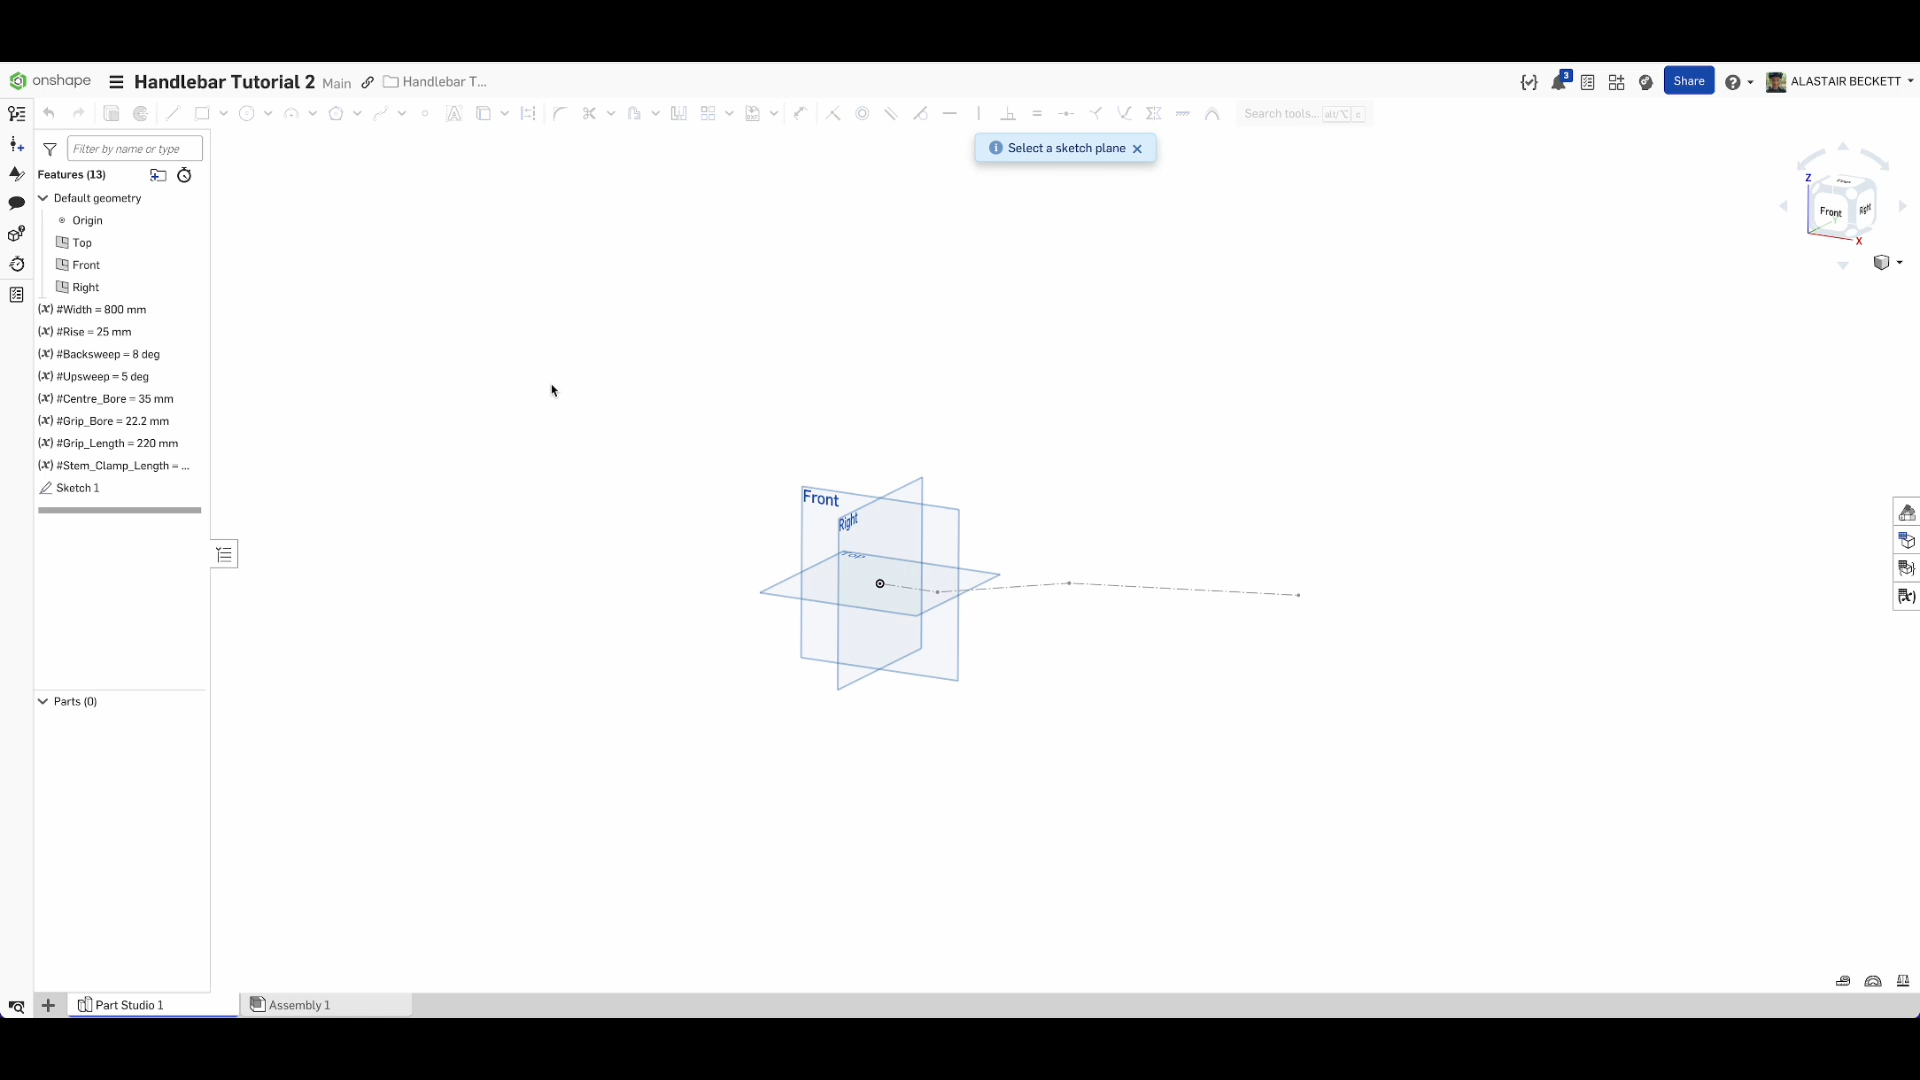 onshape Handlebar Tutorial 2 Main Handlebar T...
3 Share ALASTAIR BECKETT
Search tools... alt/⌥ c
Select a sketch plane
Filter by name or type
Features (13)
Default geometry
Origin
Top
Front
Right
(x) #Width = 800 mm
(x) #Rise = 25 mm
(x) #Backsweep = 8 deg
(x) #Upsweep = 5 deg
(x) #Centre_Bore = 35 mm
(x) #Grip_Bore = 22.2 mm
(x) #Grip_Length = 220 mm
(x) #Stem_Clamp_Length = ...
Sketch 1
Parts (0)
Front
Right
Top
Z
Front
Right
X
Part Studio 1
Assembly 1